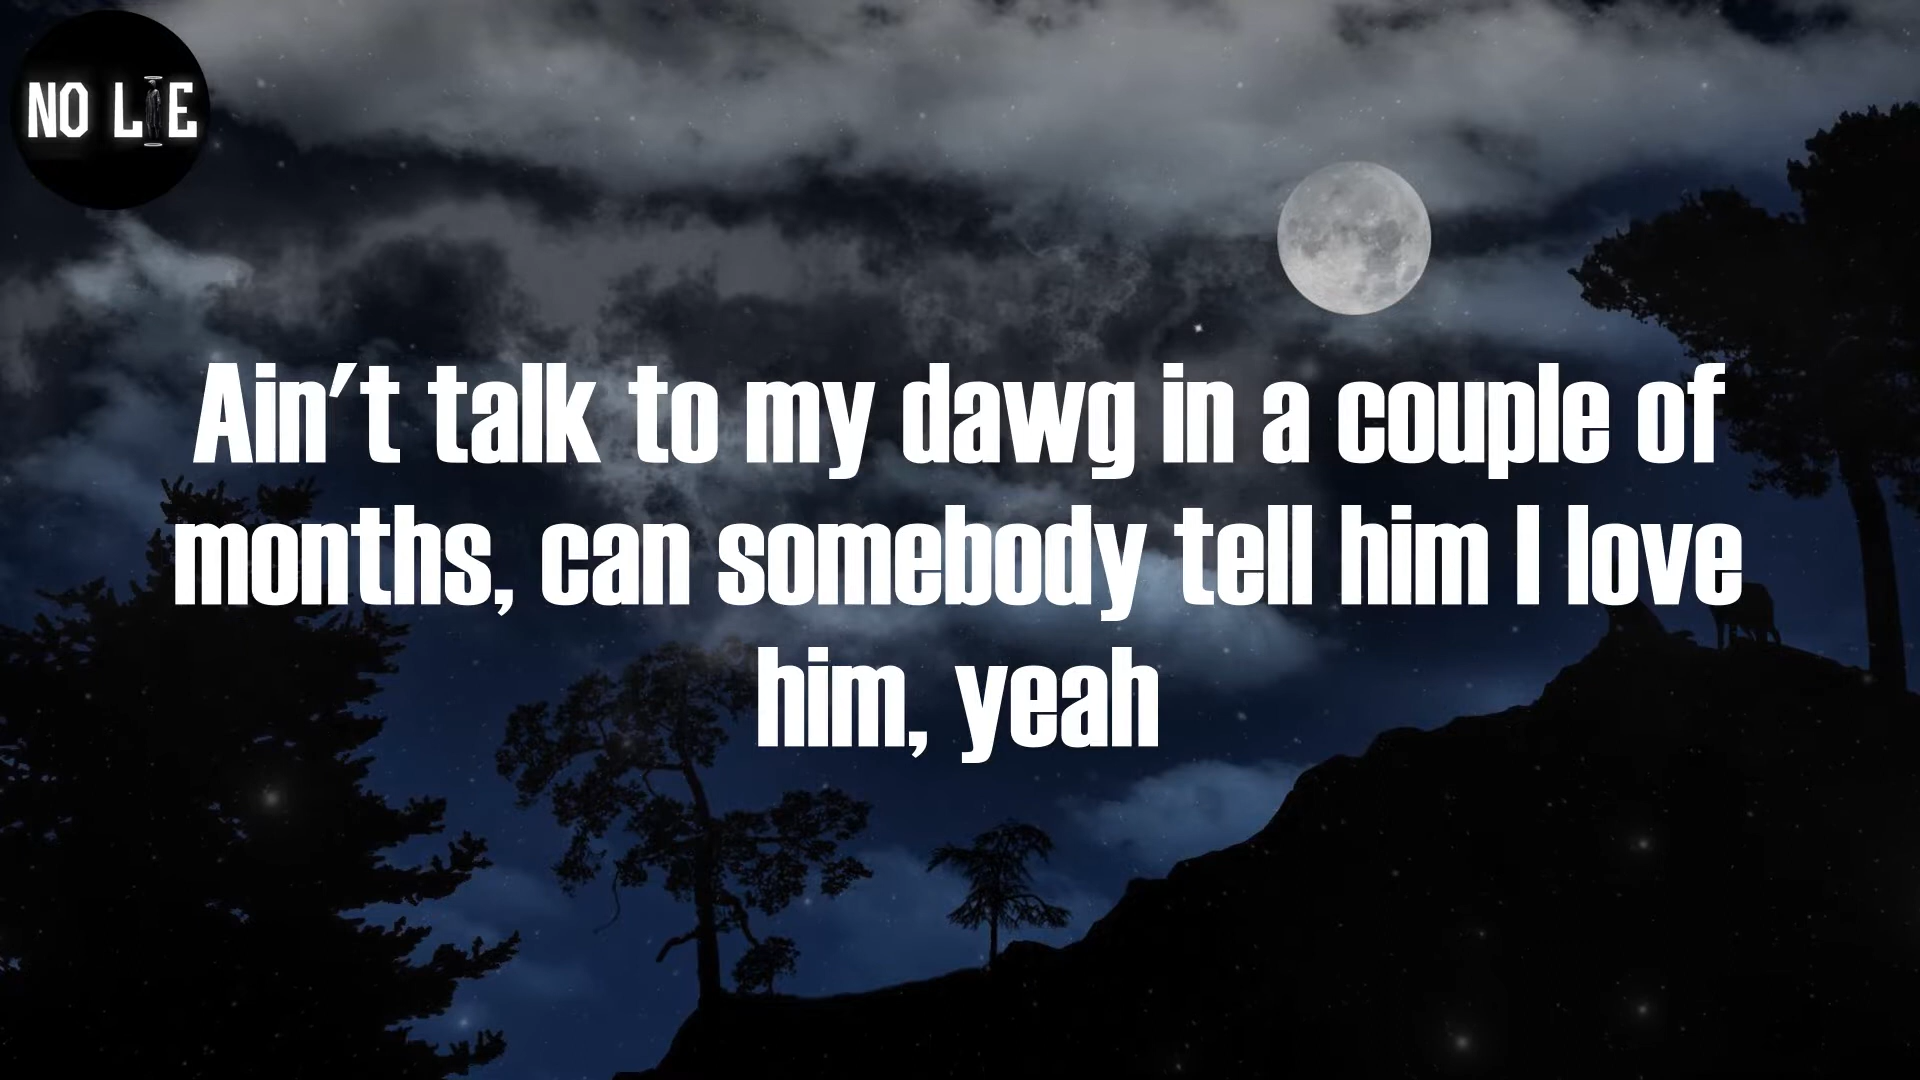 NO LIE
Ain't talk to my dawg in a couple of
months, can somebody tell him I love
him, yeah